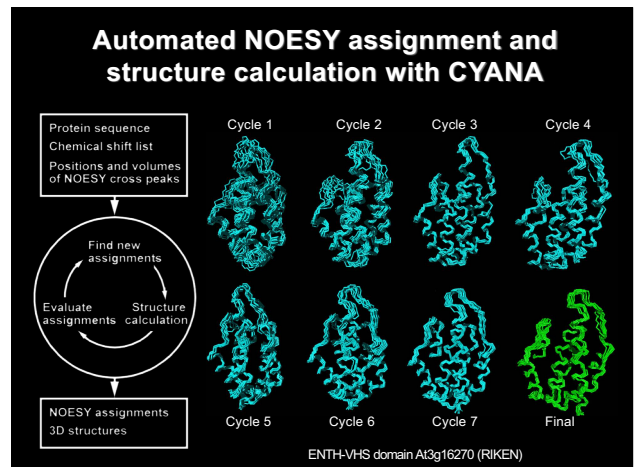 Automated NOESY assignment and
structure calculation with CYANA
Protein sequence
Chemical shift list
Positions and volumes
of NOESY cross peaks
Find new
assignments
Evaluate
assignments
Structure
calculation
NOESY assignments
3D structures
Cycle 1
Cycle 2
Cycle 3
Cycle 4
Cycle 5
Cycle 6
Cycle 7
Final
ENTH-VHS domain At3g16270 (RIKEN)